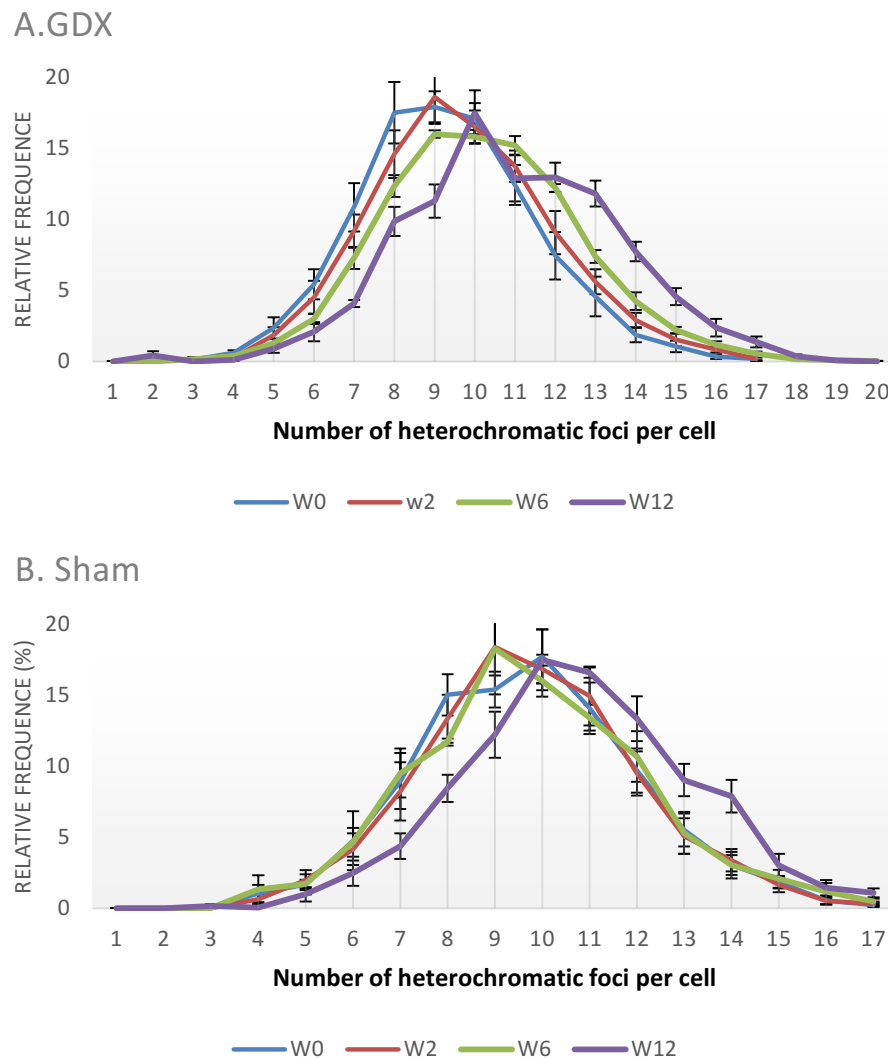 A.GDX
20
15
10
5
0
RELATIVE FREQUENCE
1 2 3 4 5 6 7 8 9 10 11 12 13 14 15 16 17 18 19 20
Number of heterochromatic foci per cell
W0 w2 W6 W12
B. Sham
20
15
10
5
0
RELATIVE FREQUENCE (%)
1 2 3 4 5 6 7 8 9 10 11 12 13 14 15 16 17
Number of heterochromatic foci per cell
W0 W2 W6 W12